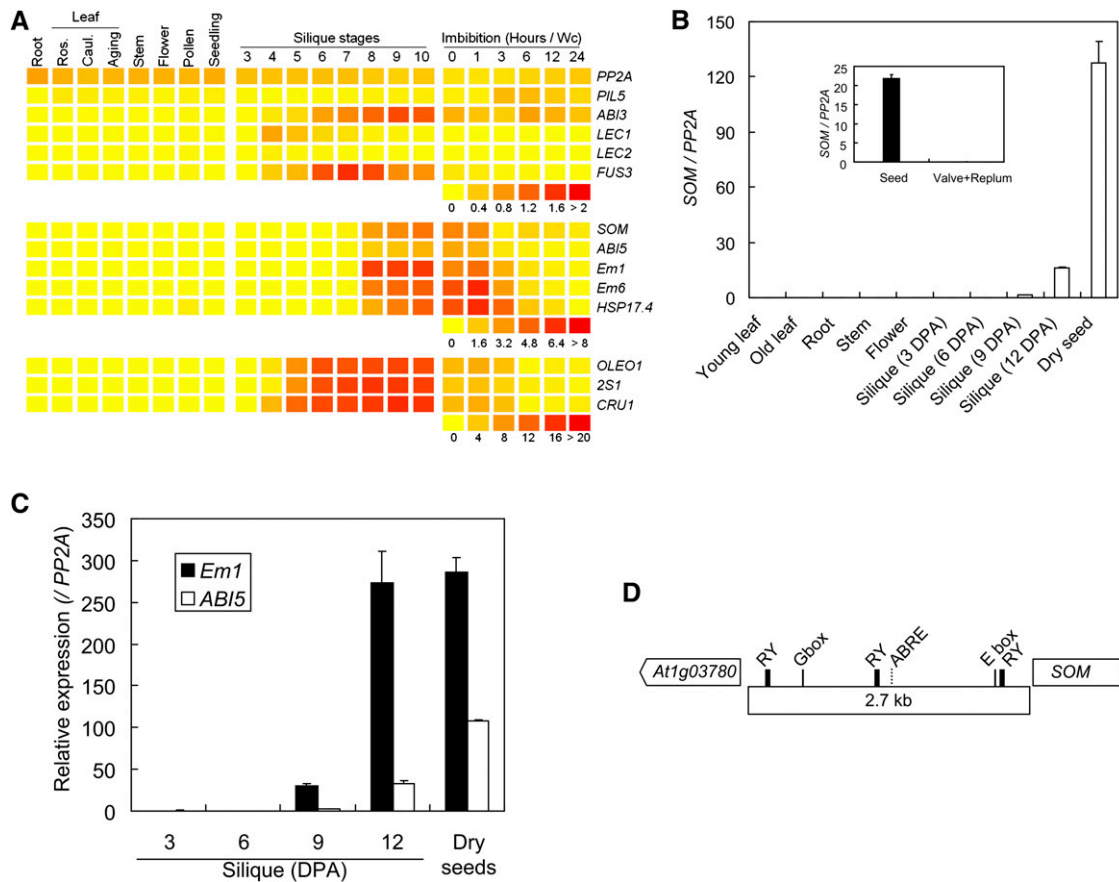 A
Leaf
Root
Ros.
Caul.
Aging
Stem
Flower
Pollen
Seedling
Silique stages
3 4 5 6 7 8 9 10
Imbibition (Hours / Wc)
0 1 3 6 12 24
PP2A
PIL5
ABI3
LEC1
LEC2
FUS3
0 0.4 0.8 1.2 1.6 > 2
SOM
ABI5
Em1
Em6
HSP17.4
0 1.6 3.2 4.8 6.4 > 8
OLEO1
2S1
CRU1
0 4 8 12 16 > 20
B
SOM / PP2A
150
120
90
60
30
0
SOM / PP2A
25
20
15
10
5
0
Seed Valve+Replum
Young leaf
Old leaf
Root
Stem
Flower
Silique (3 DPA)
Silique (6 DPA)
Silique (9 DPA)
Silique (12 DPA)
Dry seed
C
Relative expression (/ PP2A)
350
300
250
200
150
100
50
0
Em1
ABI5
3 6 9 12 Dry
seeds
Silique (DPA)
D
RY Gbox RY ABRE E box RY
At1g03780 SOM
2.7 kb